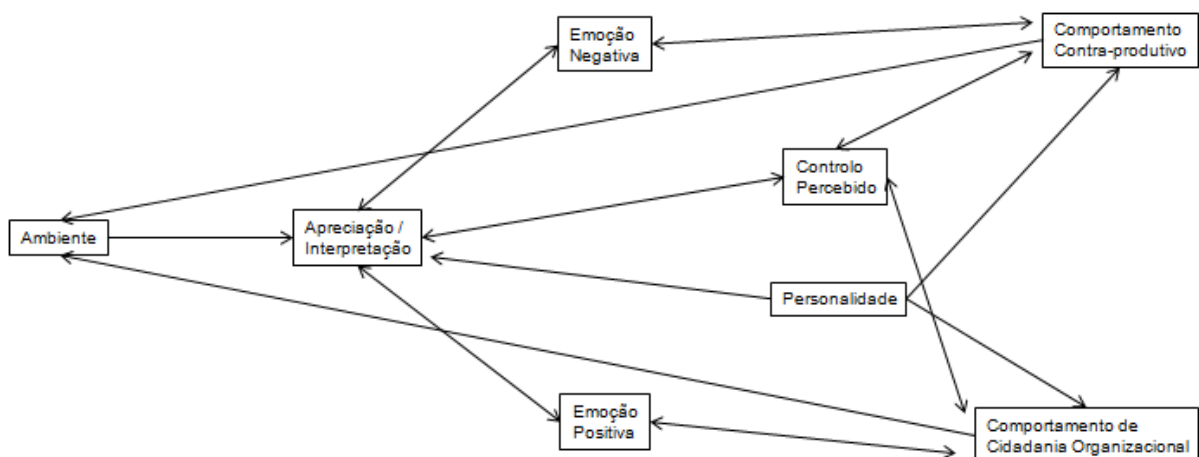 Emoção
Negativa
Comportamento
Contra-produtivo
Controlo
Percebido
Ambiente
Apreciação /
Interpretação
Personalidade
Emoção
Positiva
Comportamento de
Cidadania Organizacional